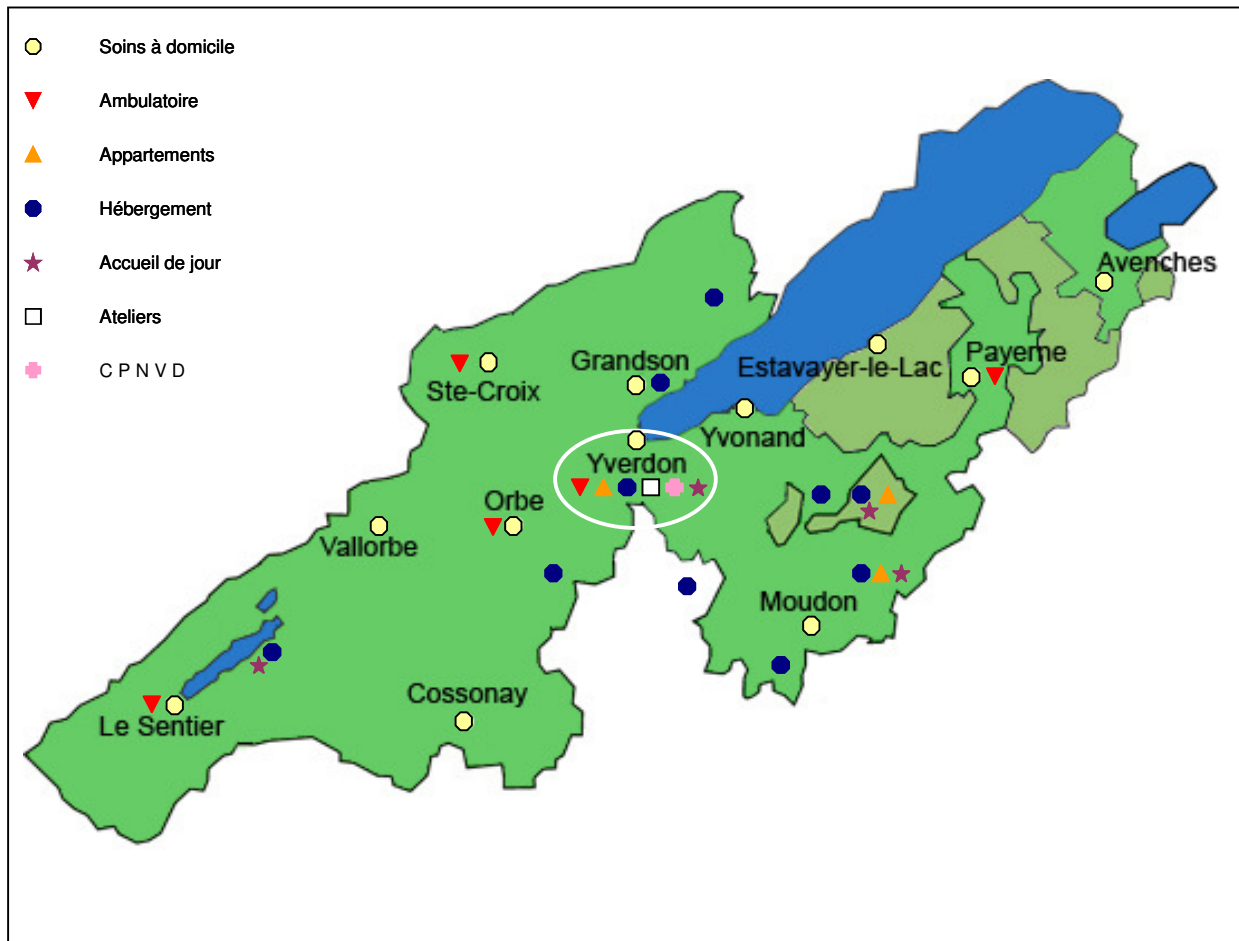 Soins à domicile
Ambulatoire
Appartements
Hébergement
Accueil de jour
Ateliers
C P N V D
Avenches
Payerne
Grandson
Estavayer-le-Lac
Ste-Croix
Yvonand
Yverdon
Orbe
Vallorbe
Moudon
Cossonay
Le Sentier